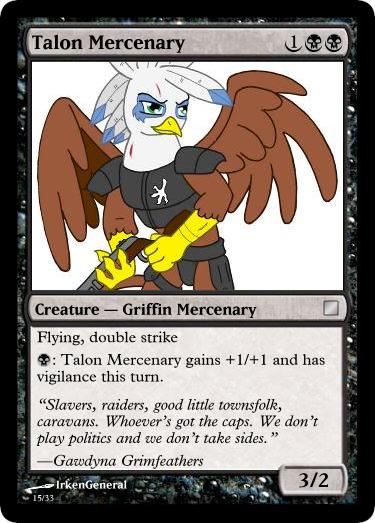 Talon Mercenary 1
Creature — Griffin Mercenary
Flying, double strike
: Talon Mercenary gains +1/+1 and has
vigilance this turn.
“Slavers, raiders, good little townsfolk,
caravans. Whoever's got the caps. We don't
play politics and we don't take sides.”
—Gawdyna Grimfeathers
3/2
IrkenGeneral
15/33